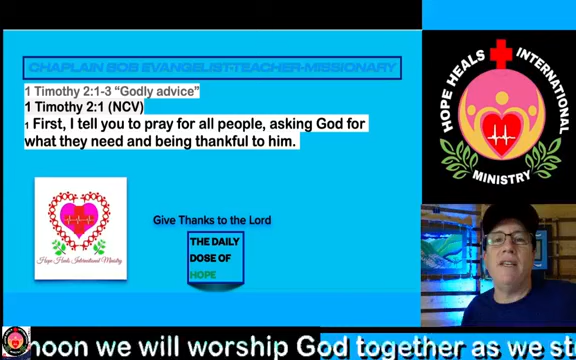 CHAPLAIN BOB EVANGELIST-TEACHER-MISSIONARY
1 Timothy 2:1-3 “Godly advice”
1 Timothy 2:1 (NCV)
1 First, I tell you to pray for all people, asking God for
what they need and being thankful to him.
Hope Heals International Ministry
Give Thanks to the Lord
THE DAILY
DOSE OF
HOPE
HOPE HEALS INTERNATIONAL
MINISTRY
noon we will worship God together as we st